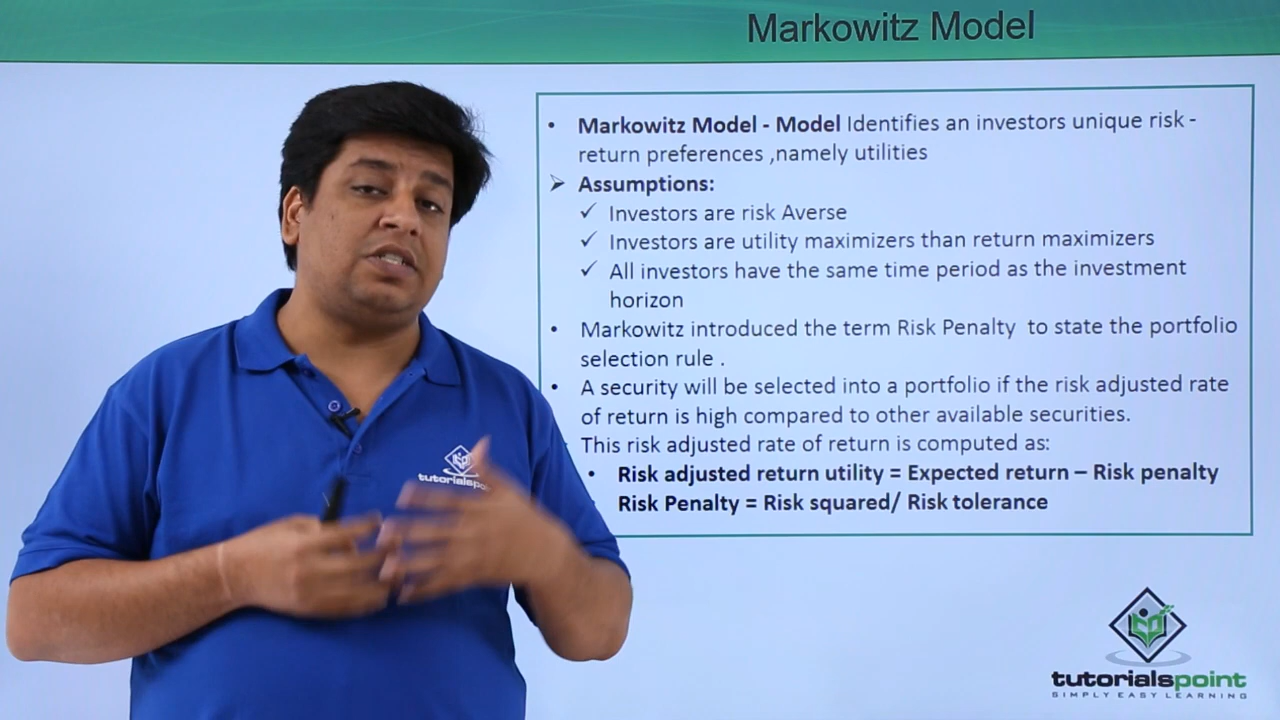 Markowitz Model
• Markowitz Model - Model Identifies an investors unique risk -
return preferences ,namely utilities
➢ Assumptions:
✓ Investors are risk Averse
✓ Investors are utility maximizers than return maximizers
✓ All investors have the same time period as the investment
horizon
• Markowitz introduced the term Risk Penalty to state the portfolio
selection rule .
• A security will be selected into a portfolio if the risk adjusted rate
of return is high compared to other available securities.
• This risk adjusted rate of return is computed as:
• Risk adjusted return utility = Expected return – Risk penalty
• Risk Penalty = Risk squared/ Risk tolerance
tutorialspoi
tutorialspoint
SIMPLY EASY LEARNING